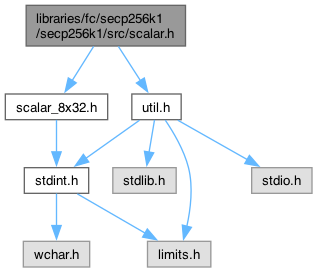 libraries/fc/secp256k1
/secp256k1/src/scalar.h
scalar_8x32.h
util.h
stdint.h
stdlib.h
stdio.h
wchar.h
limits.h